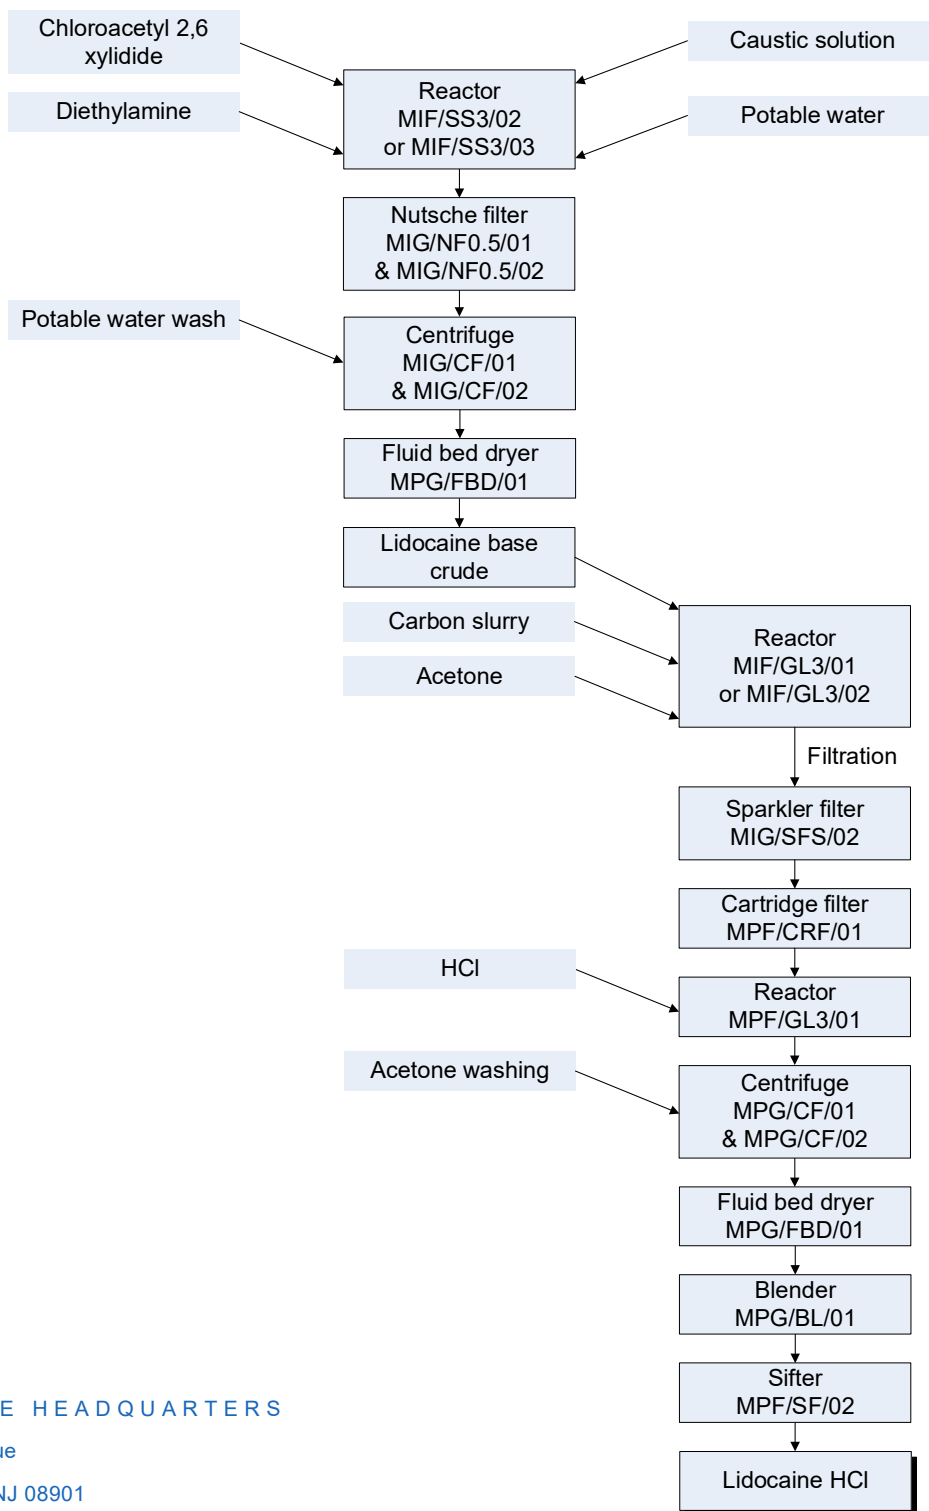 Chloroacetyl 2,6
xylidide
Caustic solution
Diethylamine
Potable water
Reactor
MIF/SS3/02
or MIF/SS3/03
Nutsche filter
MIG/NF0.5/01
& MIG/NF0.5/02
Potable water wash
Centrifuge
MIG/CF/01
& MIG/CF/02
Fluid bed dryer
MPG/FBD/01
Lidocaine base
crude
Carbon slurry
Acetone
Reactor
MIF/GL3/01
or MIF/GL3/02
Filtration
Sparkler filter
MIG/SFS/02
Cartridge filter
MPF/CRF/01
HCl
Reactor
MPF/GL3/01
Acetone washing
Centrifuge
MPG/CF/01
& MPG/CF/02
Fluid bed dryer
MPG/FBD/01
Blender
MPG/BL/01
Sifter
MPF/SF/02
Lidocaine HCl
E HEADQUARTERS
ue
NJ 08901